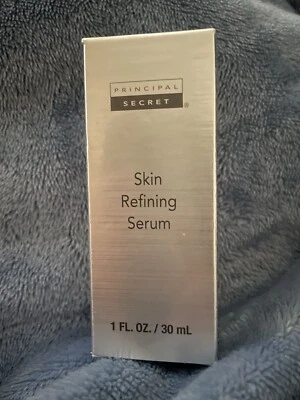 PRINCIPAL
SECRET®
Skin
Refining
Serum
1 FL. OZ. / 30 mL